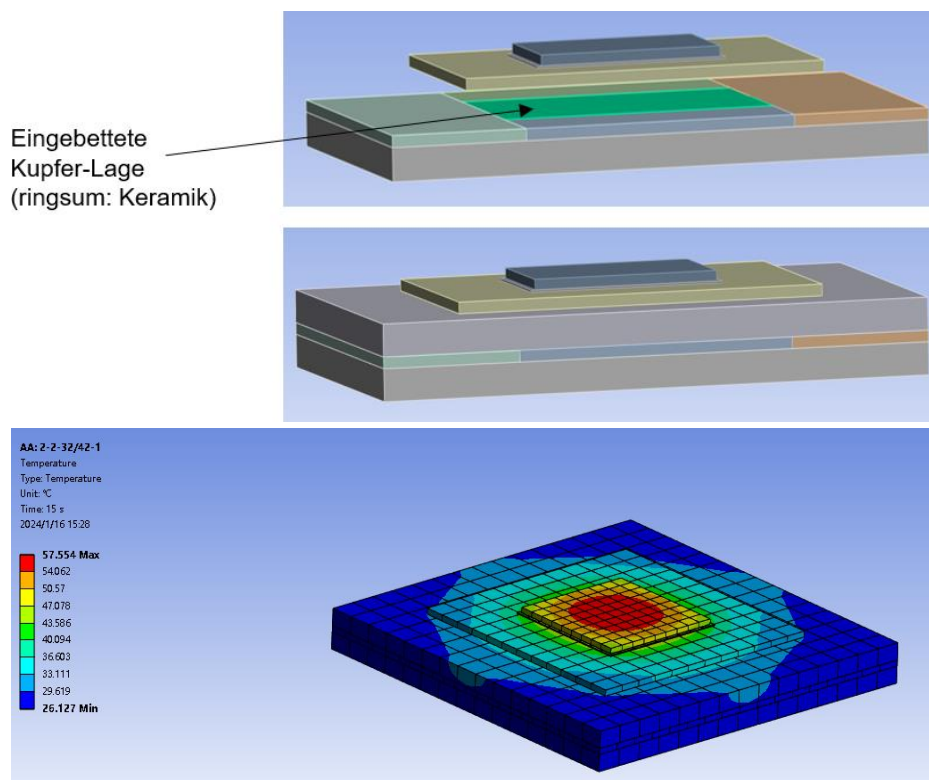 Eingebettete
Kupfer-Lage
(ringsum: Keramik)
AA: 2-2-32/42-1
Temperature
Type: Temperature
Unit: °C
Time: 15 s
2024/1/16 15:28
57.554 Max
54.062
50.57
47.078
43.586
40.094
36.603
33.111
29.619
26.127 Min